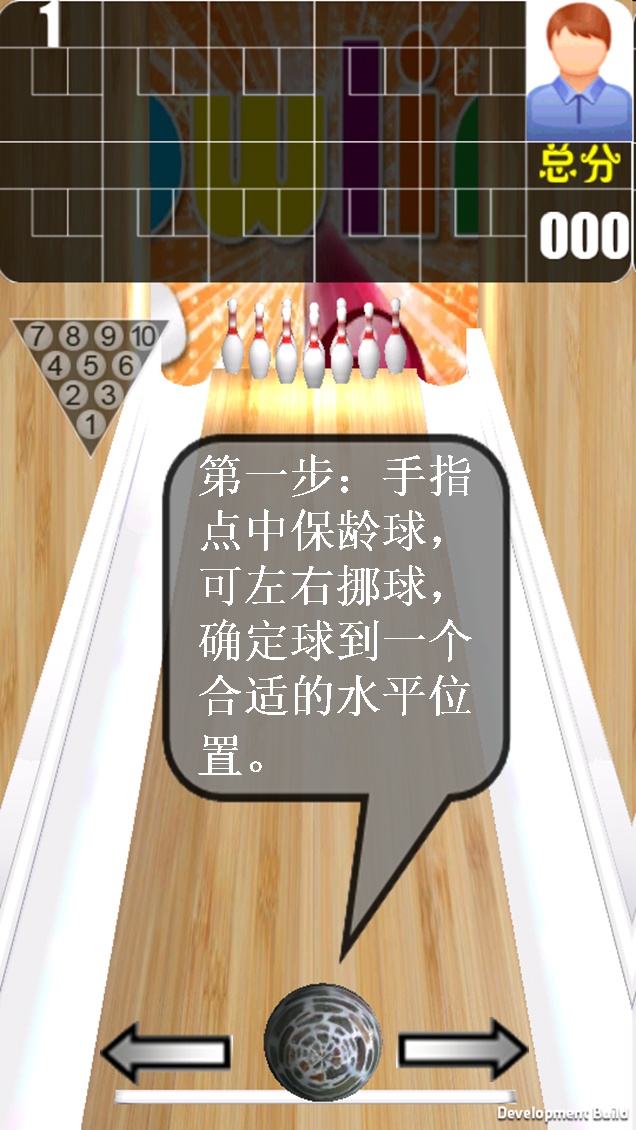 1
owlin
总分
000
7 8 9 10
4 5 6
2 3
1
第一步：手指
点中保龄球，
可左右挪球，
确定球到一个
合适的水平位
置。
Development Build